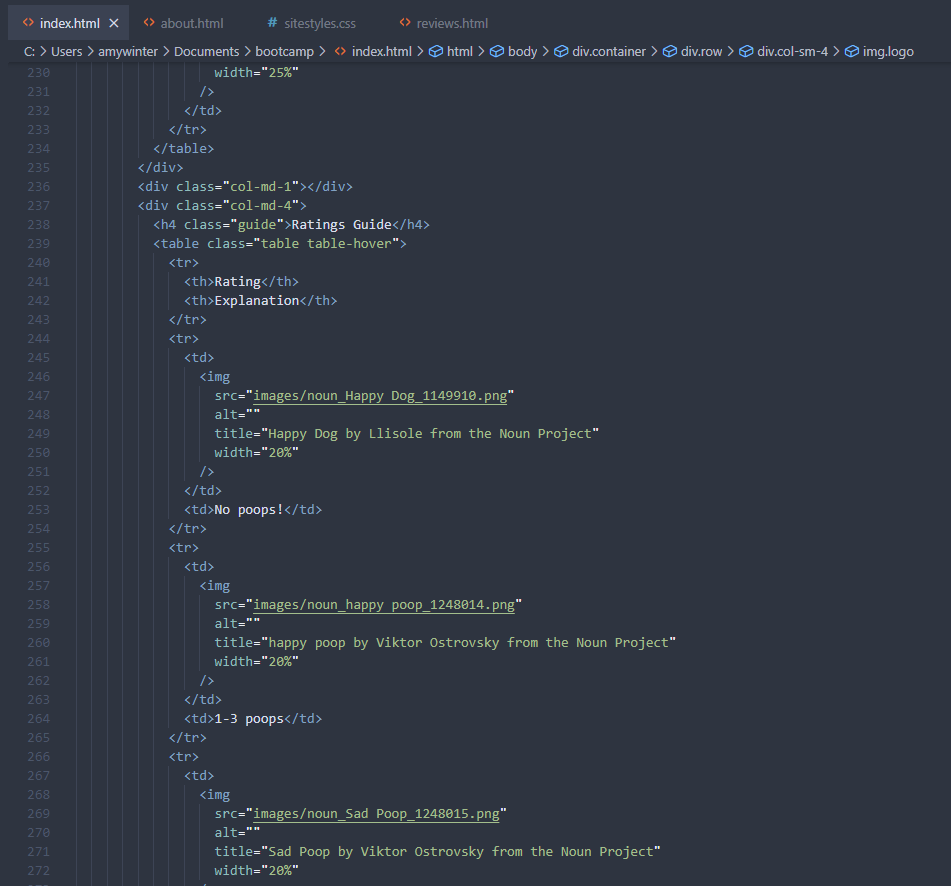 index.html about.html # sitestyles.css reviews.html
C: > Users > amywinter > Documents > bootcamp > index.html > html > body > div.container > div.row > div.col-sm-4 > img.logo
230 width="25%"
231 />
232 </td>
233 </tr>
234 </table>
235 </div>
236 <div class="col-md-1"></div>
237 <div class="col-md-4">
238 <h4 class="guide">Ratings Guide</h4>
239 <table class="table table-hover">
240 <tr>
241 <th>Rating</th>
242 <th>Explanation</th>
243 </tr>
244 <tr>
245 <td>
246 <img
247 src="images/noun_Happy Dog_1149910.png"
248 alt=""
249 title="Happy Dog by Llisole from the Noun Project"
250 width="20%"
251 />
252 </td>
253 <td>No poops!</td>
254 </tr>
255 <tr>
256 <td>
257 <img
258 src="images/noun_happy poop_1248014.png"
259 alt=""
260 title="happy poop by Viktor Ostrovsky from the Noun Project"
261 width="20%"
262 />
263 </td>
264 <td>1-3 poops</td>
265 </tr>
266 <tr>
267 <td>
268 <img
269 src="images/noun_Sad Poop_1248015.png"
270 alt=""
271 title="Sad Poop by Viktor Ostrovsky from the Noun Project"
272 width="20%"